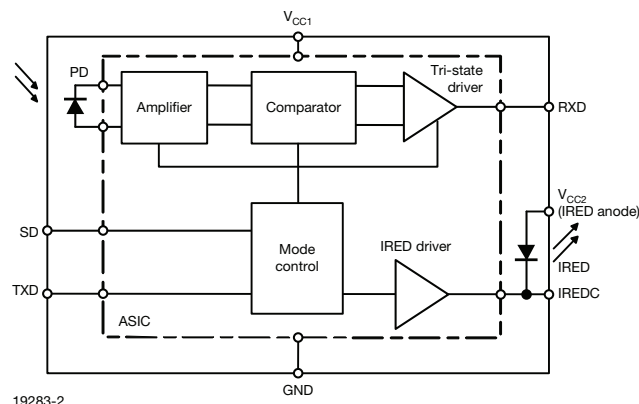 VCC1
PD
Amplifier
Comparator
Tri-state
driver
RXD
VCC2
(IRED anode)
SD
Mode
control
IRED driver
IRED
TXD
IREDC
ASIC
GND
19283-2